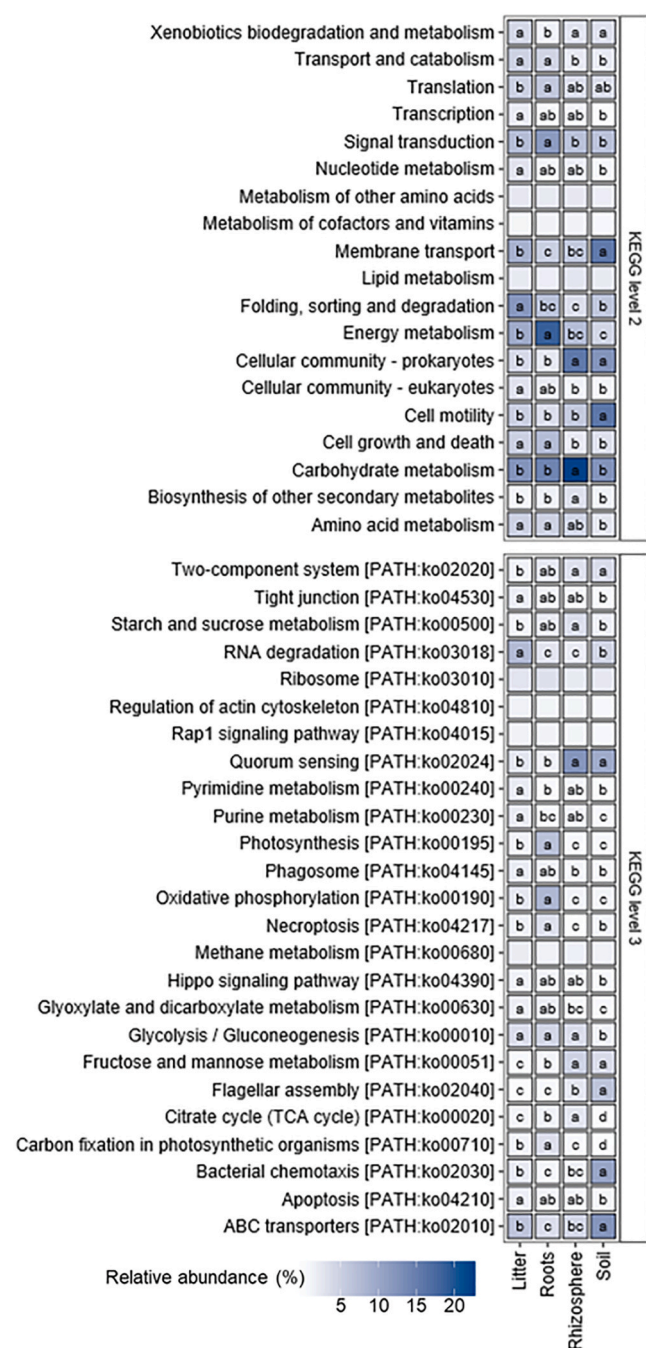 Xenobiotics biodegradation and metabolism a b a a
Transport and catabolism a a b b
Translation b a ab ab
Transcription a ab ab b
Signal transduction b a b b
Nucleotide metabolism a ab ab b
Metabolism of other amino acids
Metabolism of cofactors and vitamins
Membrane transport b c bc a
Lipid metabolism
Folding, sorting and degradation a bc c b
Energy metabolism b a bc c
Cellular community - prokaryotes b b a a
Cellular community - eukaryotes a ab b b
Cell motility b b b a
Cell growth and death a a b b
Carbohydrate metabolism b b a b
Biosynthesis of other secondary metabolites b b a b
Amino acid metabolism a a ab b
KEGG level 2
Two-component system [PATH:ko02020] b ab a a
Tight junction [PATH:ko04530] a ab ab b
Starch and sucrose metabolism [PATH:ko00500] b ab a b
RNA degradation [PATH:ko03018] a c c b
Ribosome [PATH:ko03010]
Regulation of actin cytoskeleton [PATH:ko04810]
Rap1 signaling pathway [PATH:ko04015]
Quorum sensing [PATH:ko02024] b b a a
Pyrimidine metabolism [PATH:ko00240] a b ab b
Purine metabolism [PATH:ko00230] a bc ab c
Photosynthesis [PATH:ko00195] b a c c
Phagosome [PATH:ko04145] a ab b b
Oxidative phosphorylation [PATH:ko00190] b a c c
Necroptosis [PATH:ko04217] b a c b
Methane metabolism [PATH:ko00680]
Hippo signaling pathway [PATH:ko04390] a ab ab b
Glyoxylate and dicarboxylate metabolism [PATH:ko00630] a ab bc c
Glycolysis / Gluconeogenesis [PATH:ko00010] a a a b
Fructose and mannose metabolism [PATH:ko00051] c b a a
Flagellar assembly [PATH:ko02040] c c b a
Citrate cycle (TCA cycle) [PATH:ko00020] c b a d
Carbon fixation in photosynthetic organisms [PATH:ko00710] b a c d
Bacterial chemotaxis [PATH:ko02030] b c bc a
Apoptosis [PATH:ko04210] a ab ab b
ABC transporters [PATH:ko02010] b c bc a
KEGG level 3
Litter Roots Rhizosphere Soil
Relative abundance (%)
5 10 15 20